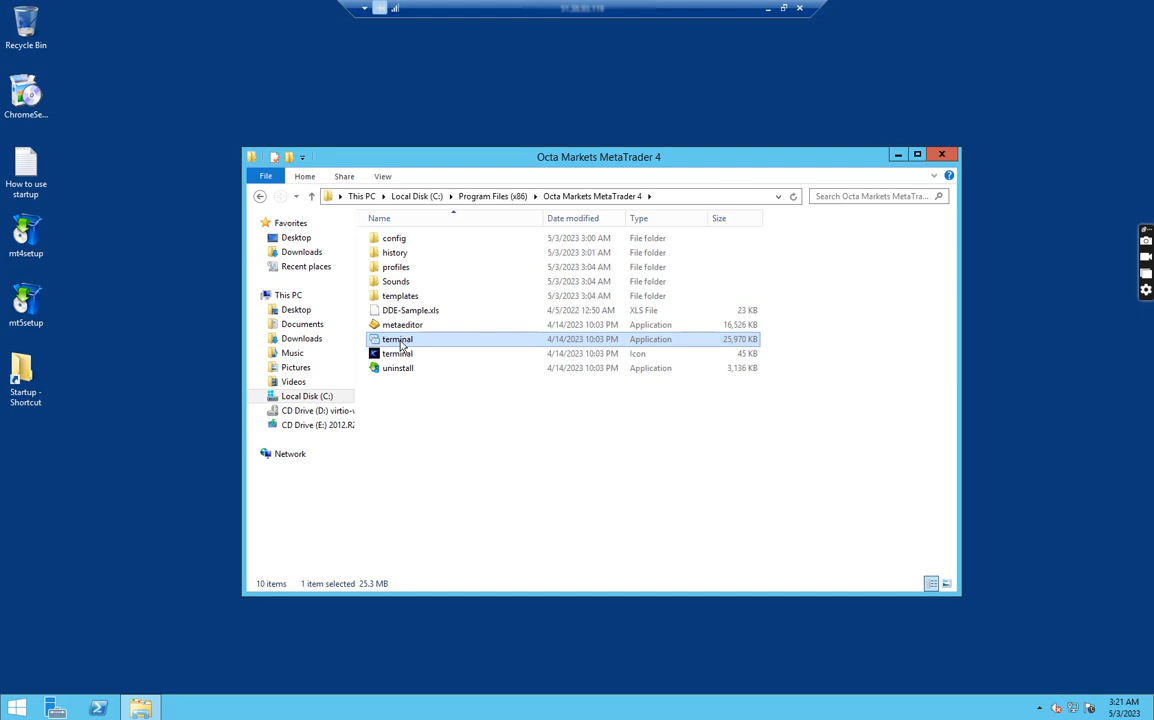 51.38.93.118
Recycle Bin
ChromeSe...
How to use
startup
mt4setup
mt5setup
Startup -
Shortcut
Octa Markets MetaTrader 4
File
Home
Share
View
This PC
Local Disk (C:)
Program Files (x86)
Octa Markets MetaTrader 4
Search Octa Markets MetaTra...
Favorites
Desktop
Downloads
Recent places
This PC
Desktop
Documents
Downloads
Music
Pictures
Videos
Local Disk (C:)
CD Drive (D:) virtio-v
CD Drive (E:) 2012.R2
Network
Name Date modified Type Size
config 5/3/2023 3:00 AM File folder
history 5/3/2023 3:01 AM File folder
profiles 5/3/2023 3:04 AM File folder
Sounds 5/3/2023 3:04 AM File folder
templates 5/3/2023 3:04 AM File folder
DDE-Sample.xls 4/5/2022 12:50 AM XLS File 23 KB
metaeditor 4/14/2023 10:03 PM Application 16,526 KB
terminal 4/14/2023 10:03 PM Application 25,970 KB
terminal 4/14/2023 10:03 PM Icon 45 KB
uninstall 4/14/2023 10:03 PM Application 3,136 KB
10 items 1 item selected 25.3 MB
3:21 AM
5/3/2023